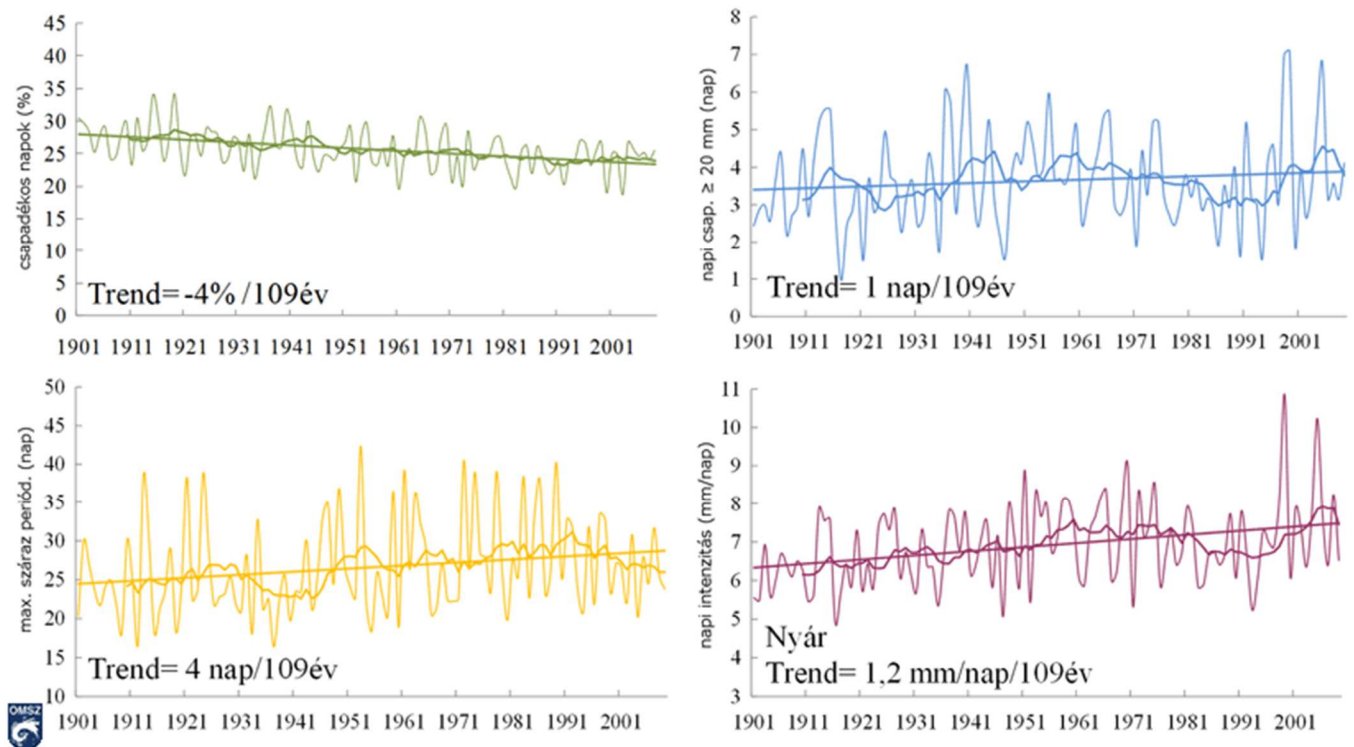 csapadékos napok (%)
45
40
35
30
25
20
15
10
5
0
Trend= -4% /109év
1901 1911 1921 1931 1941 1951 1961 1971 1981 1991 2001
napi csap. ≥ 20 mm (nap)
8
7
6
5
4
3
2
1
0
Trend= 1 nap/109év
1901 1911 1921 1931 1941 1951 1961 1971 1981 1991 2001
max. száraz periód. (nap)
50
45
40
35
30
25
20
15
10
Trend= 4 nap/109év
1901 1911 1921 1931 1941 1951 1961 1971 1981 1991 2001
napi intenzitás (mm/nap)
11
10
9
8
7
6
5
4
3
Nyár
Trend= 1,2 mm/nap/109év
1901 1911 1921 1931 1941 1951 1961 1971 1981 1991 2001
OMSZ